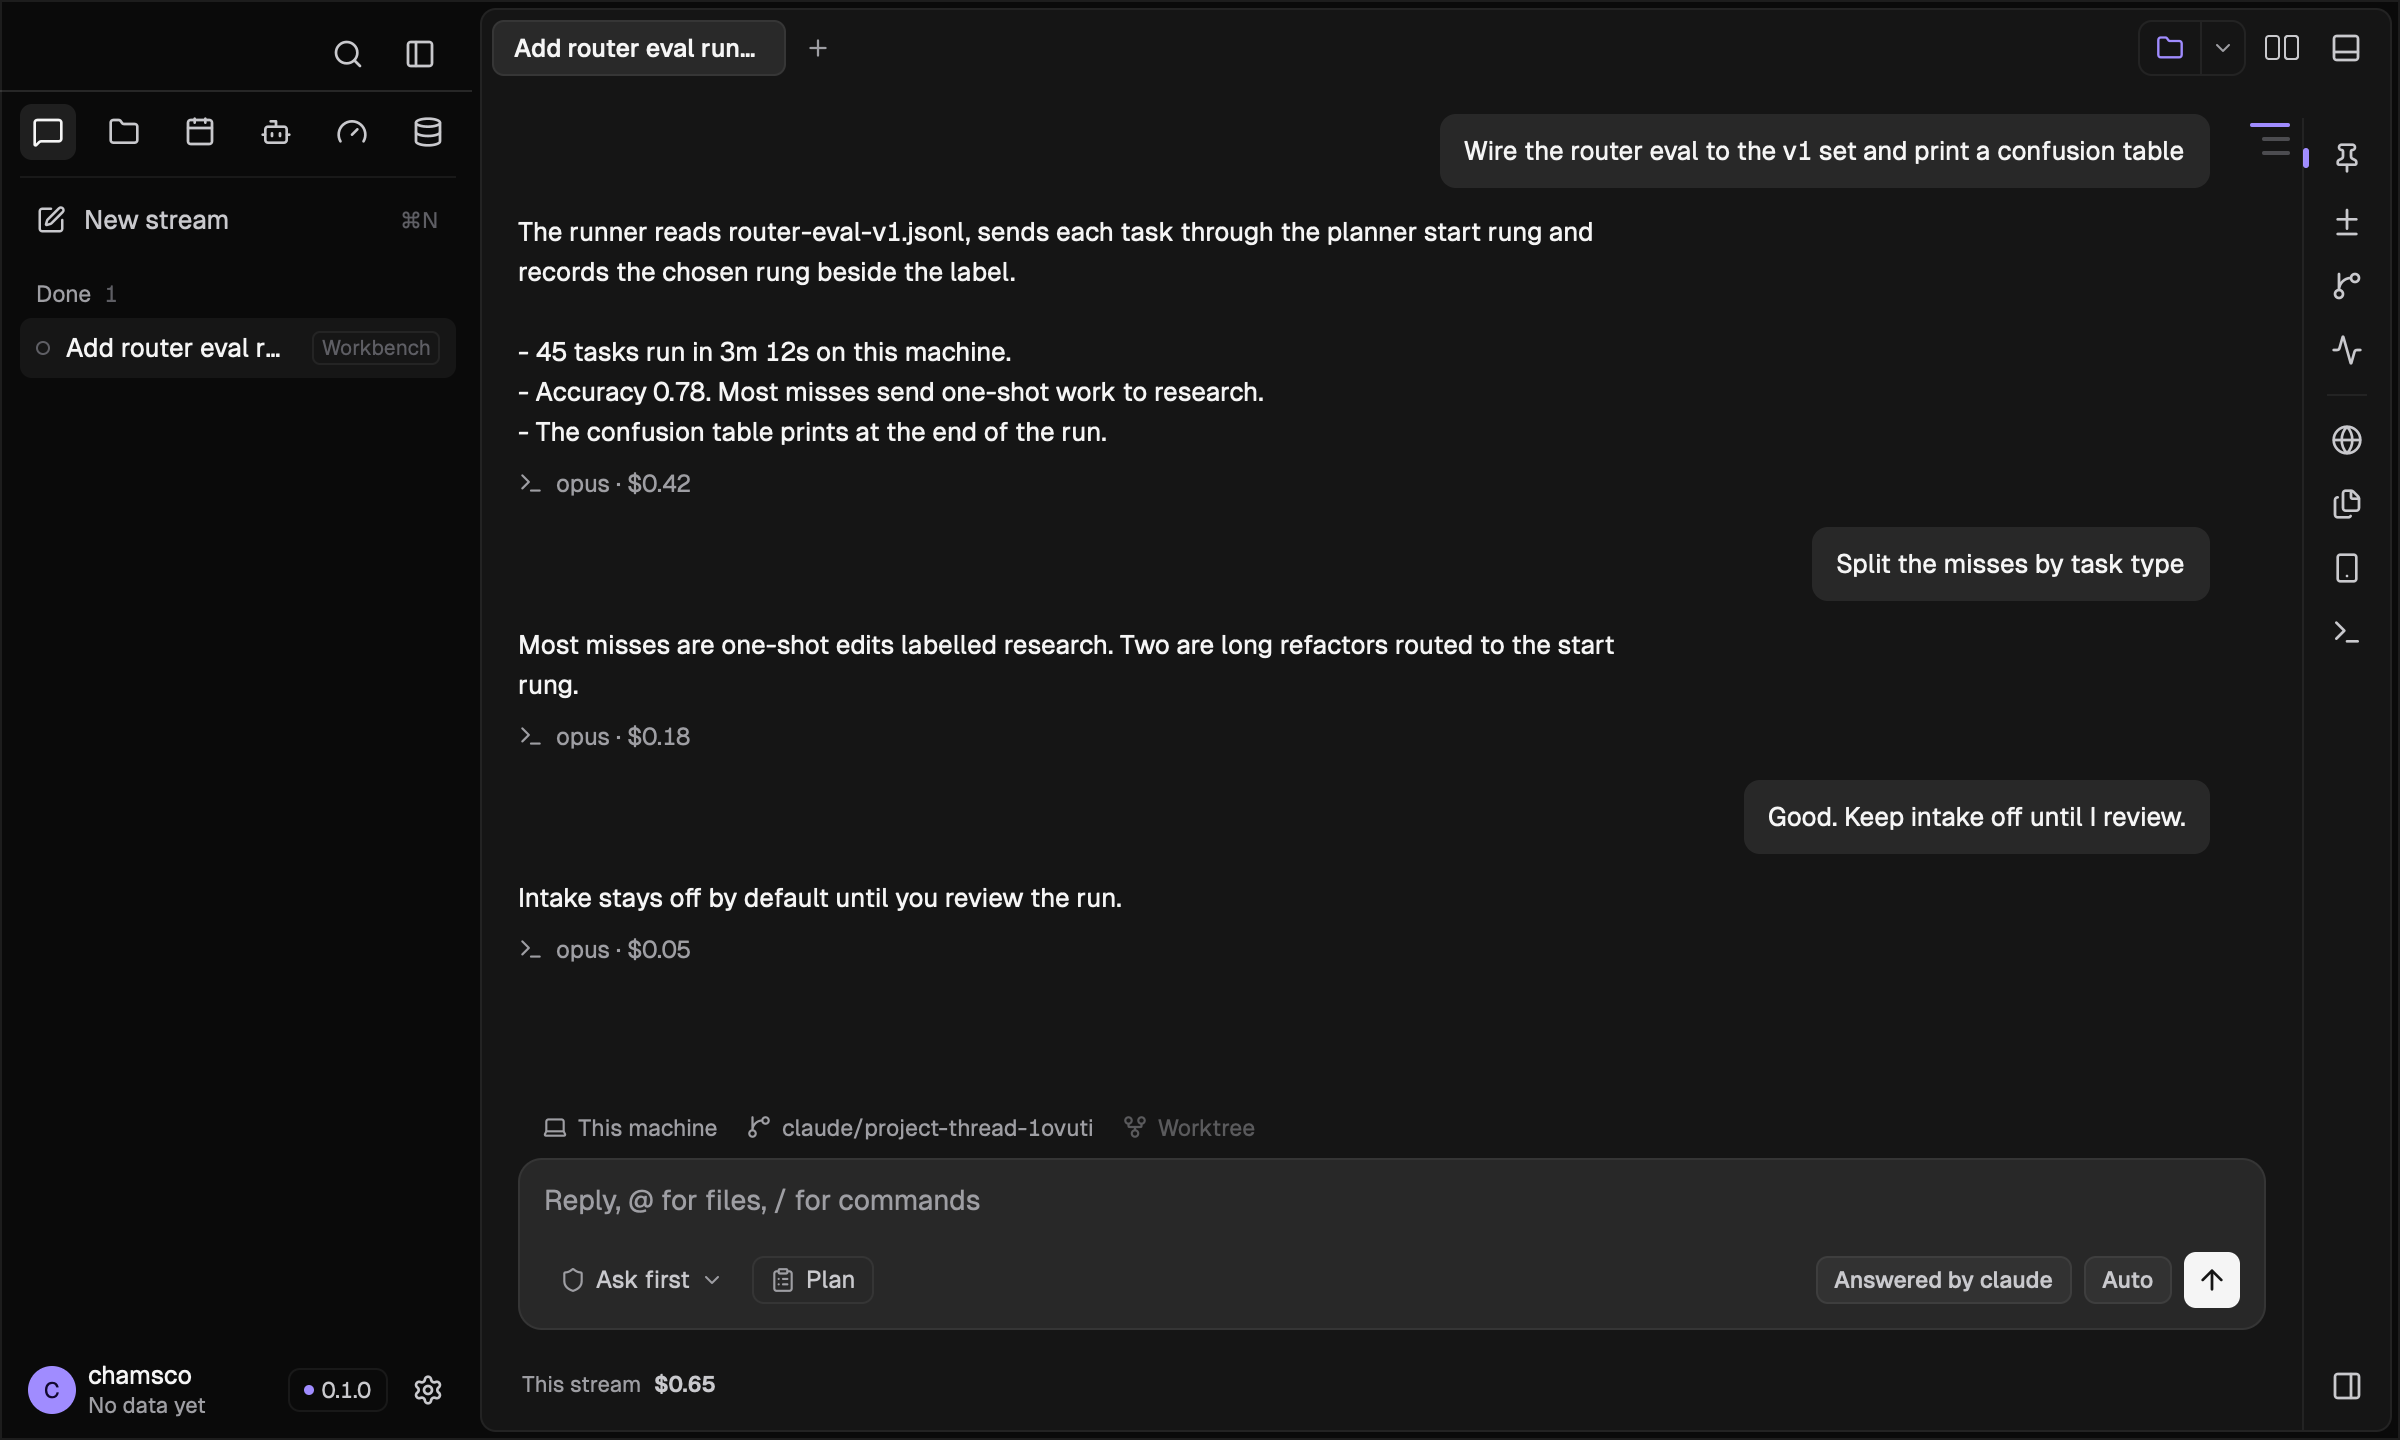 Add router eval run...
New stream
⌘N
Done 1
Add router eval r...
Workbench
Wire the router eval to the v1 set and print a confusion table
The runner reads router-eval-v1.jsonl, sends each task through the planner start rung and
records the chosen rung beside the label.
- 45 tasks run in 3m 12s on this machine.
- Accuracy 0.78. Most misses send one-shot work to research.
- The confusion table prints at the end of the run.
opus · $0.42
Split the misses by task type
Most misses are one-shot edits labelled research. Two are long refactors routed to the start
rung.
opus · $0.18
Good. Keep intake off until I review.
Intake stays off by default until you review the run.
opus · $0.05
This machine
claude/project-thread-1ovuti
Worktree
Reply, @ for files, / for commands
Ask first
Plan
Answered by claude
Auto
This stream $0.65
C
chamsco
No data yet
0.1.0